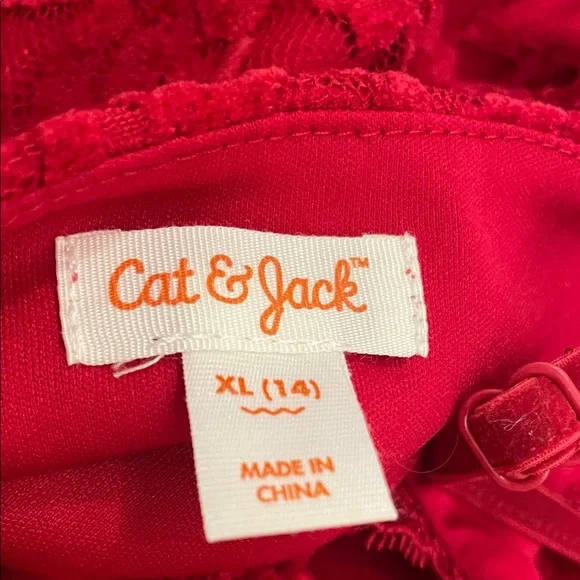 Cat & Jack™
XL (14)
MADE IN
CHINA